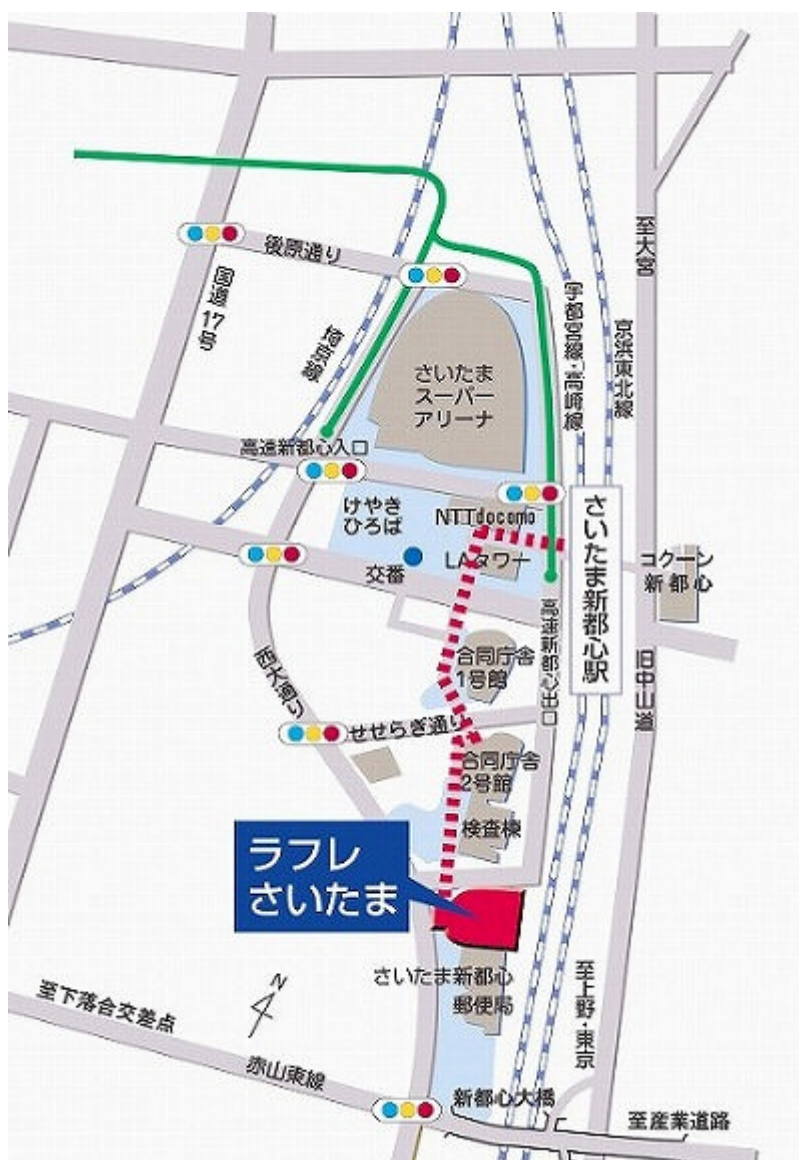 至大宮
後原通り
国道17号
埼京線
宇都宮線・高崎線
京浜東北線
さいたま
スーパー
アリーナ
高速新都心入口
けやき
ひろば
NTTdocomo
LAタワー
交番
さいたま新都心駅
コクーン
新都心
高速新都心出口
合同庁舎
1号館
西大通り
旧中山道
せせらぎ通り
合同庁舎
2号館
検査棟
ラフレ
さいたま
さいたま新都心
郵便局
至上野・東京
N
至下落合交差点
赤山東線
新都心大橋
至産業道路